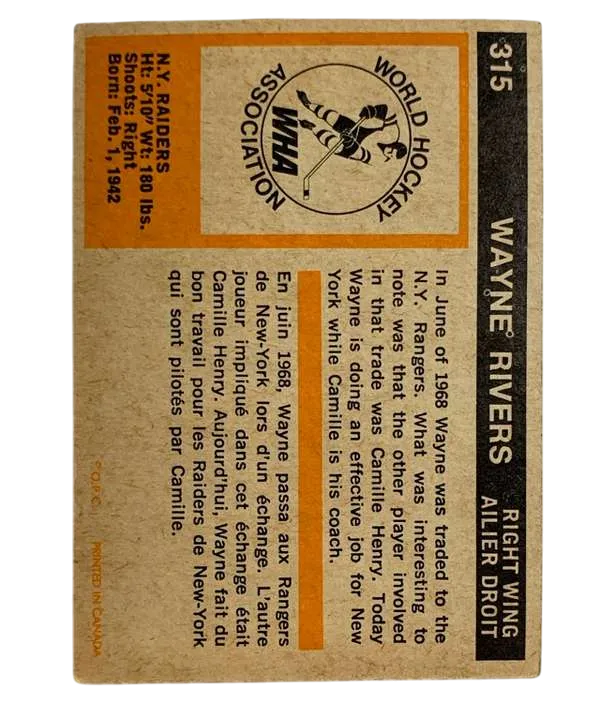 315 WAYNE RIVERS RIGHT WING
AILIER DROIT
WORLD HOCKEY
ASSOCIATION
WHA
N.Y. RAIDERS
Ht: 5'10" Wt: 180 lbs.
Shoots: Right
Born: Feb. 1, 1942
In June of 1968 Wayne was traded to the
N.Y. Rangers. What was interesting to
note was that the other player involved
in that trade was Camille Henry. Today
Wayne is doing an effective job for New
York while Camille is his coach.
En juin 1968, Wayne passa aux Rangers
de New-York lors d'un échange. L'autre
joueur impliqué dans cet échange était
Camille Henry. Aujourd'hui, Wayne fait du
bon travail pour les Raiders de New-York
qui sont pilotés par Camille.
© O.P.C. PRINTED IN CANADA